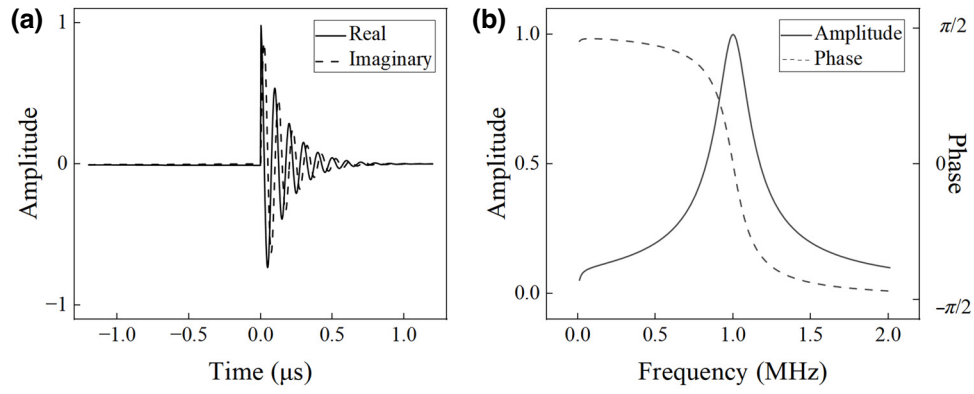 (a)
1
0
−1
Amplitude
Real
Imaginary
−1.0
−0.5
0.0
0.5
1.0
Time (μs)
(b)
1.0
0.5
0.0
Amplitude
Amplitude
Phase
π/2
0
−π/2
Phase
0.0
0.5
1.0
1.5
2.0
Frequency (MHz)